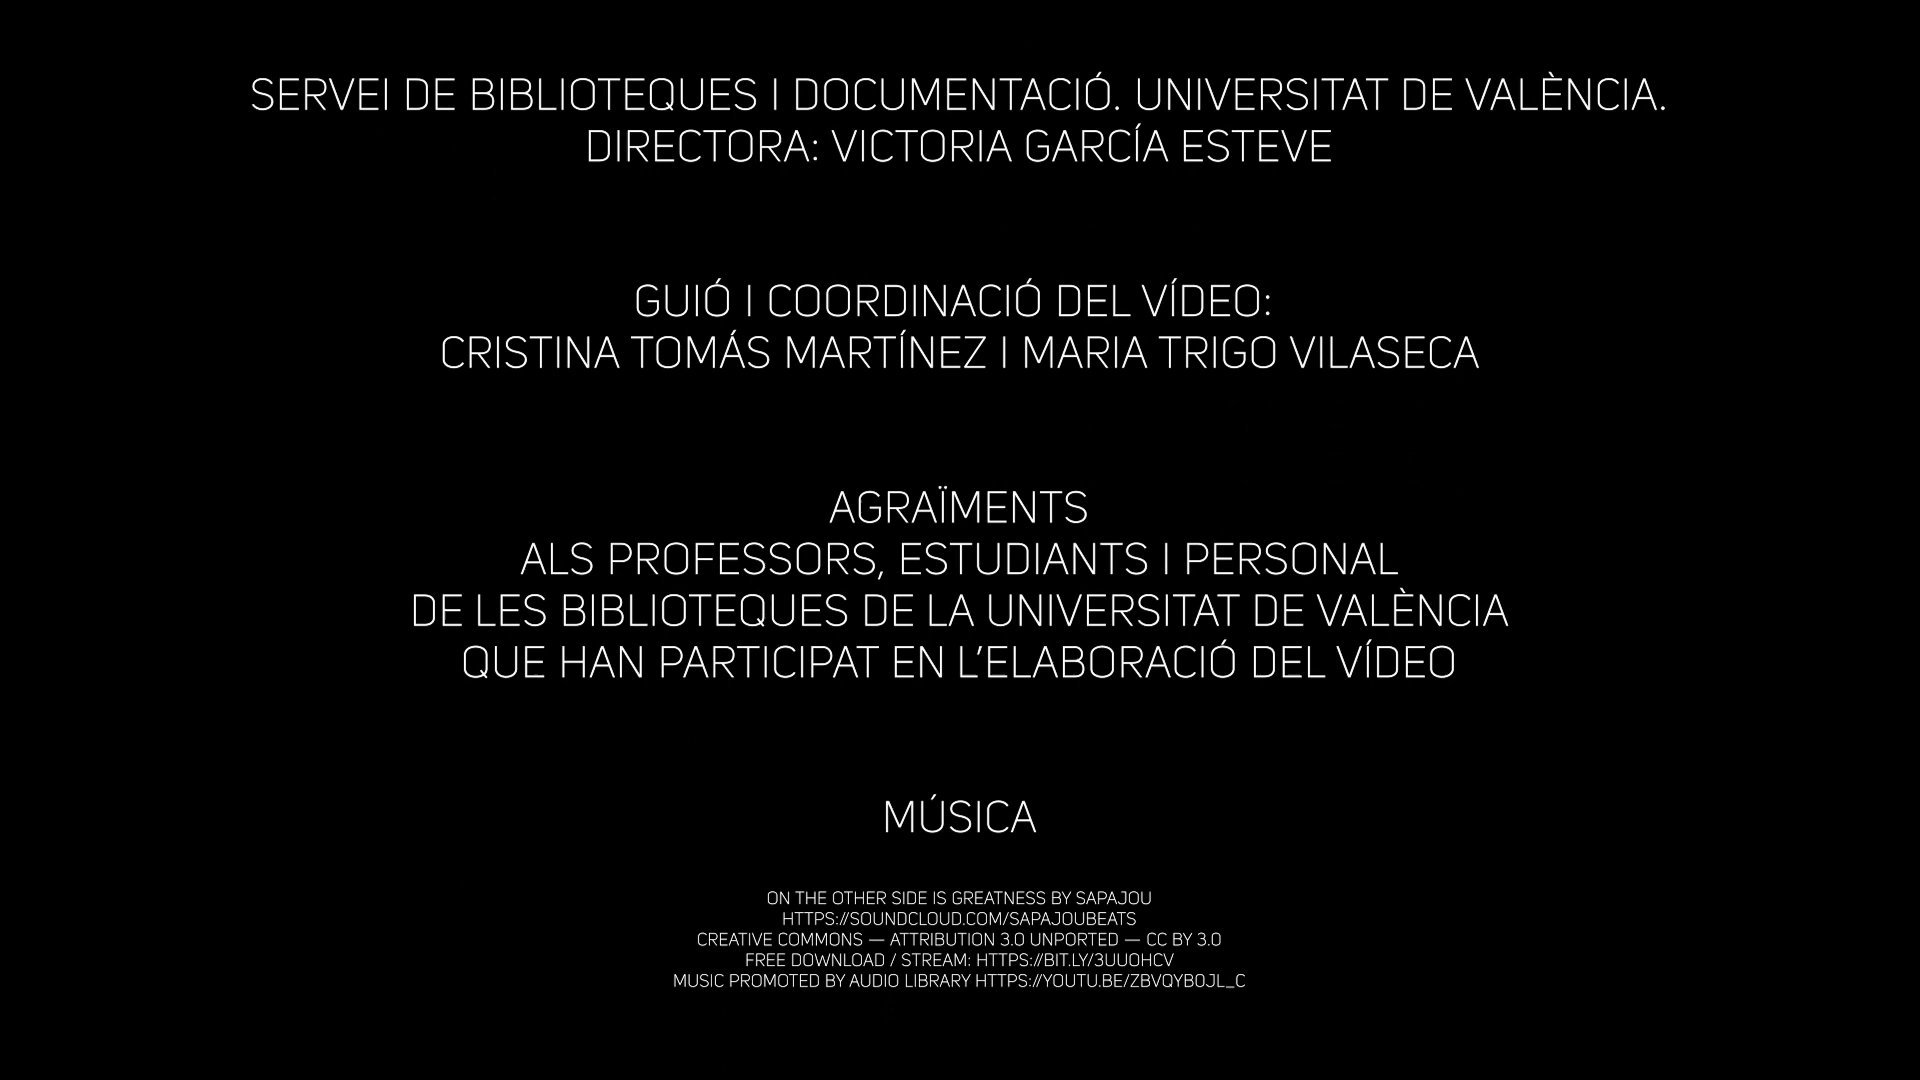 SERVEI DE BIBLIOTEQUES I DOCUMENTACIÓ. UNIVERSITAT DE VALÈNCIA.
DIRECTORA: VICTORIA GARCÍA ESTEVE
GUIÓ I COORDINACIÓ DEL VÍDEO:
CRISTINA TOMÁS MARTÍNEZ I MARIA TRIGO VILASECA
AGRAÏMENTS
ALS PROFESSORS, ESTUDIANTS I PERSONAL
DE LES BIBLIOTEQUES DE LA UNIVERSITAT DE VALÈNCIA
QUE HAN PARTICIPAT EN L'ELABORACIÓ DEL VÍDEO
MÚSICA
ON THE OTHER SIDE IS GREATNESS BY SAPAJOU
HTTPS://SOUNDCLOUD.COM/SAPAJOUBEATS
CREATIVE COMMONS — ATTRIBUTION 3.0 UNPORTED — CC BY 3.0
FREE DOWNLOAD / STREAM: HTTPS://BIT.LY/3UUOHCV
MUSIC PROMOTED BY AUDIO LIBRARY HTTPS://YOUTU.BE/ZBVQYB0JL_C